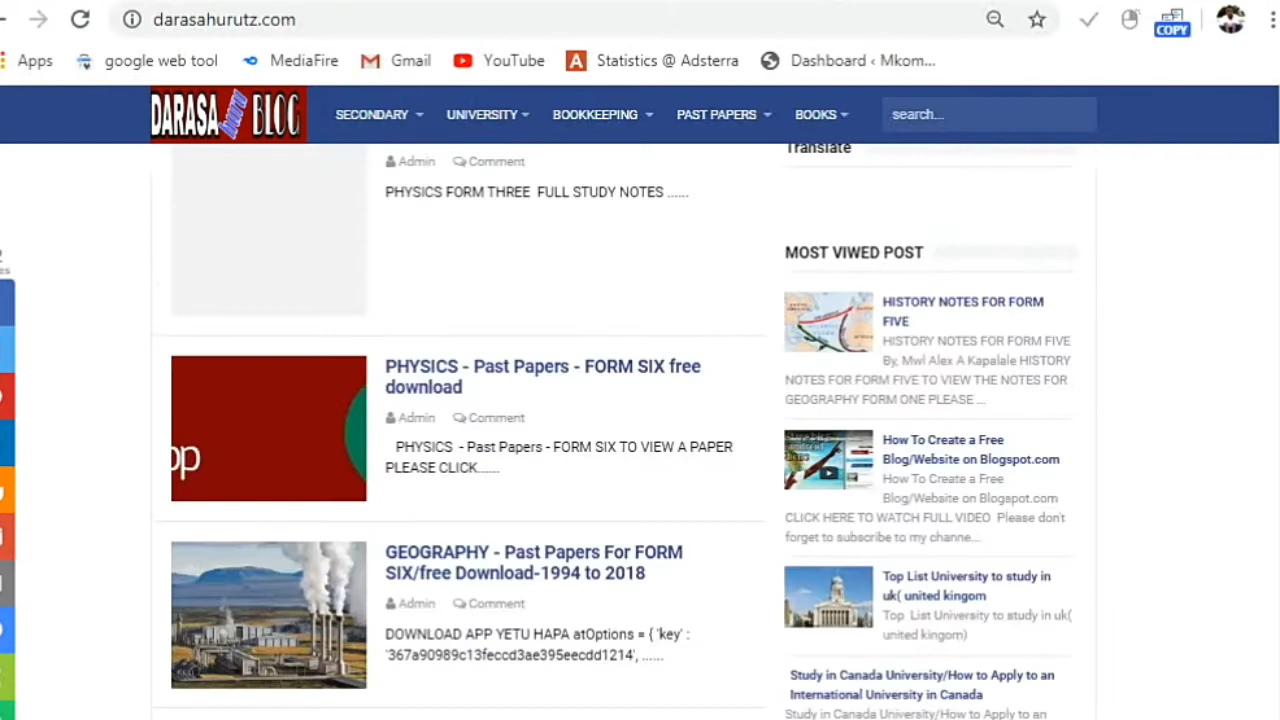 darasahurutz.com
COPY
Apps
google web tool
MediaFire
Gmail
YouTube
A
Statistics @ Adsterra
Dashboard ‹ Mkom...
DARASA huru BLOG
SECONDARY
UNIVERSITY
BOOKKEEPING
PAST PAPERS
BOOKS
search...
Admin Comment
PHYSICS FORM THREE FULL STUDY NOTES ......
PHYSICS - Past Papers - FORM SIX free
download
Admin Comment
PHYSICS - Past Papers - FORM SIX TO VIEW A PAPER
PLEASE CLICK......
GEOGRAPHY - Past Papers For FORM
SIX/free Download-1994 to 2018
Admin Comment
DOWNLOAD APP YETU HAPA atOptions = { 'key' :
'367a90989c13feccd3ae395eecdd1214', ......
Translate
MOST VIWED POST
HISTORY NOTES FOR FORM
FIVE
HISTORY NOTES FOR FORM FIVE
By, Mwl Alex A Kapalale HISTORY
NOTES FOR FORM FIVE TO VIEW THE NOTES FOR
GEOGRAPHY FORM ONE PLEASE ...
How To Create a Free
Blog/Website on Blogspot.com
How To Create a Free
Blog/Website on Blogspot.com
CLICK HERE TO WATCH FULL VIDEO Please don't
forget to subscribe to my channe...
Top List University to study in
uk( united kingom
Top List University to study in uk(
united kingom)
Study in Canada University/How to Apply to an
International University in Canada
Study in Canada University/How to Apply to an